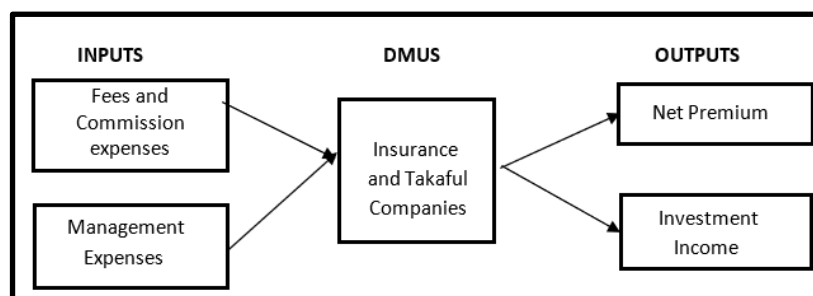 INPUTS
DMUS
OUTPUTS
Fees and
Commission
expenses
Management
Expenses
Insurance
and Takaful
Companies
Net Premium
Investment
Income